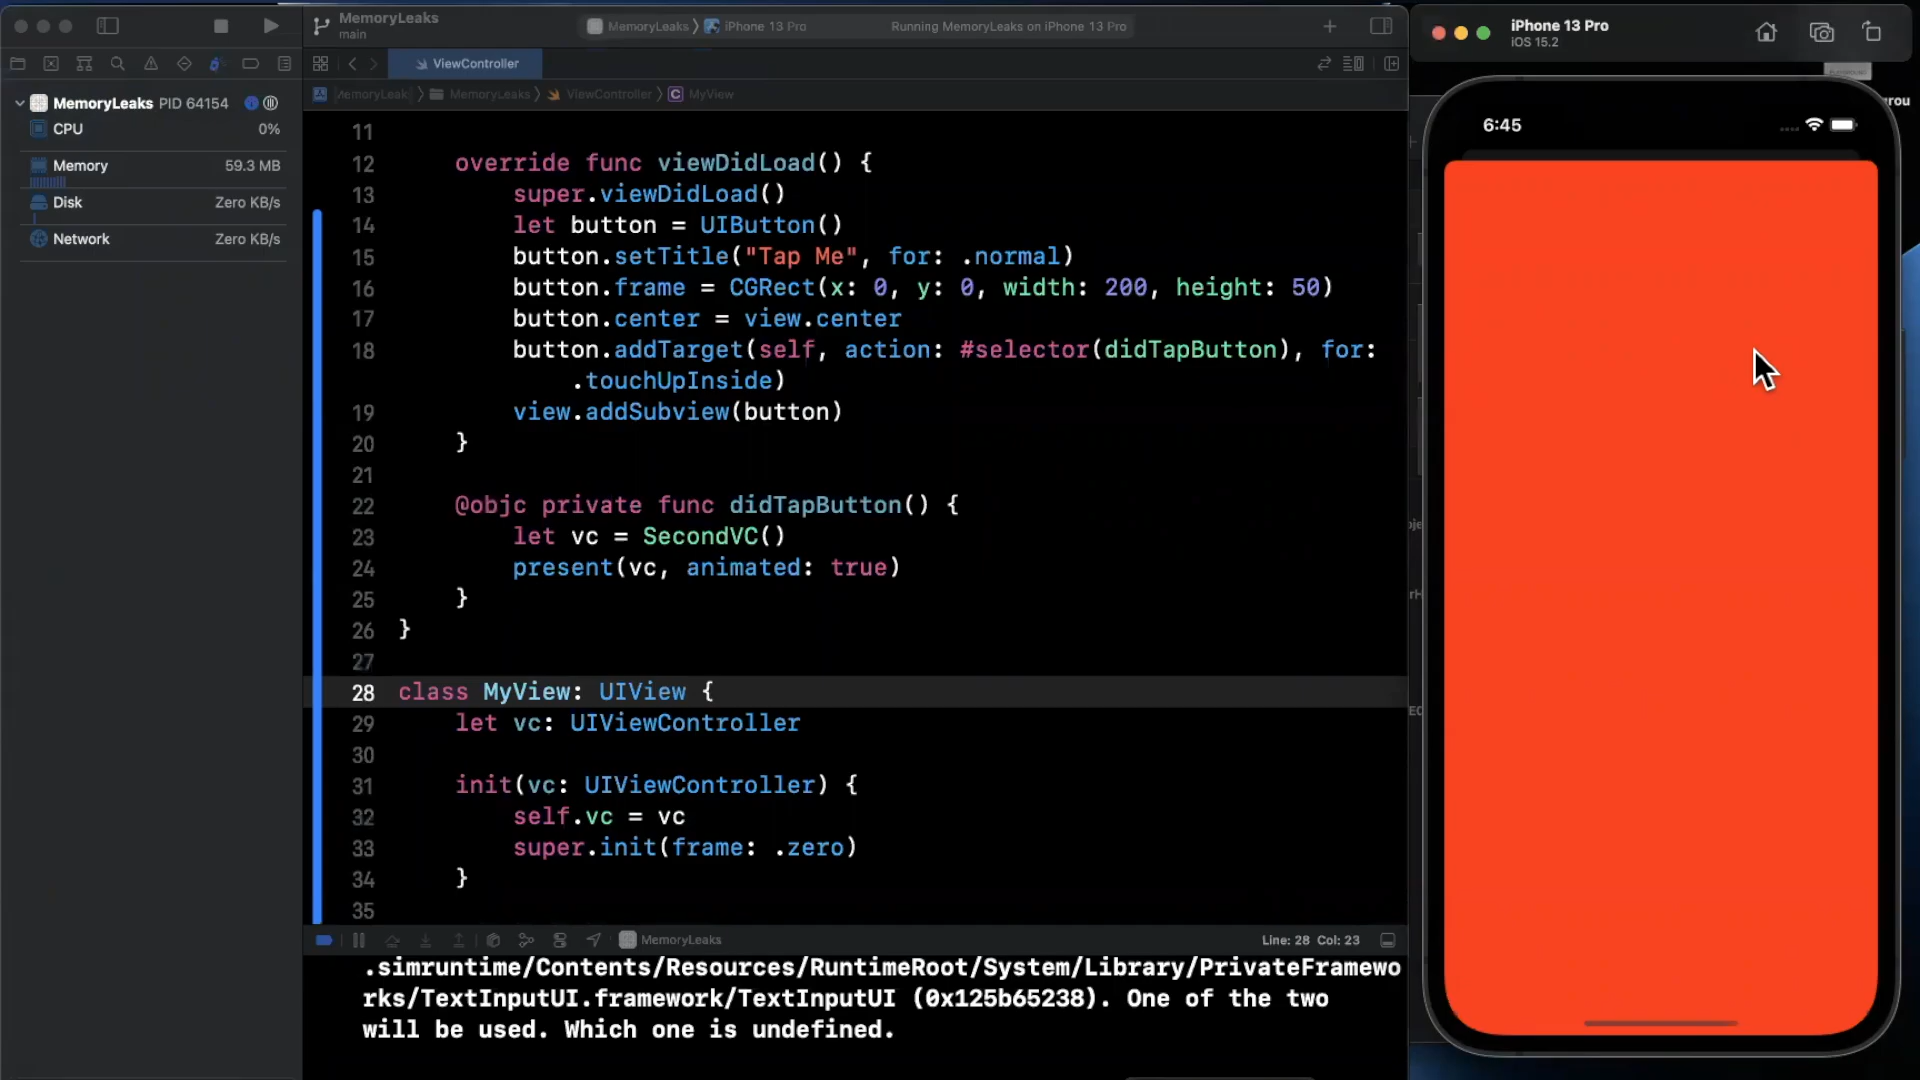 MemoryLeaks
main
MemoryLeaks
iPhone 13 Pro
Running MemoryLeaks on iPhone 13 Pro
ViewController
MemoryLeaks
ViewController
C MyView
MemoryLeaks PID 64154
CPU 0%
Memory 59.3 MB
Disk Zero KB/s
Network Zero KB/s
11
12 override func viewDidLoad() {
13 super.viewDidLoad()
14 let button = UIButton()
15 button.setTitle("Tap Me", for: .normal)
16 button.frame = CGRect(x: 0, y: 0, width: 200, height: 50)
17 button.center = view.center
18 button.addTarget(self, action: #selector(didTapButton), for:
.touchUpInside)
19 view.addSubview(button)
20 }
21
22 @objc private func didTapButton() {
23 let vc = SecondVC()
24 present(vc, animated: true)
25 }
26 }
27
28 class MyView: UIView {
29 let vc: UIViewController
30
31 init(vc: UIViewController) {
32 self.vc = vc
33 super.init(frame: .zero)
34 }
35
MemoryLeaks
Line: 28 Col: 23
.simruntime/Contents/Resources/RuntimeRoot/System/Library/PrivateFramewo
rks/TextInputUI.framework/TextInputUI (0x125b65238). One of the two
will be used. Which one is undefined.
iPhone 13 Pro
iOS 15.2
6:45